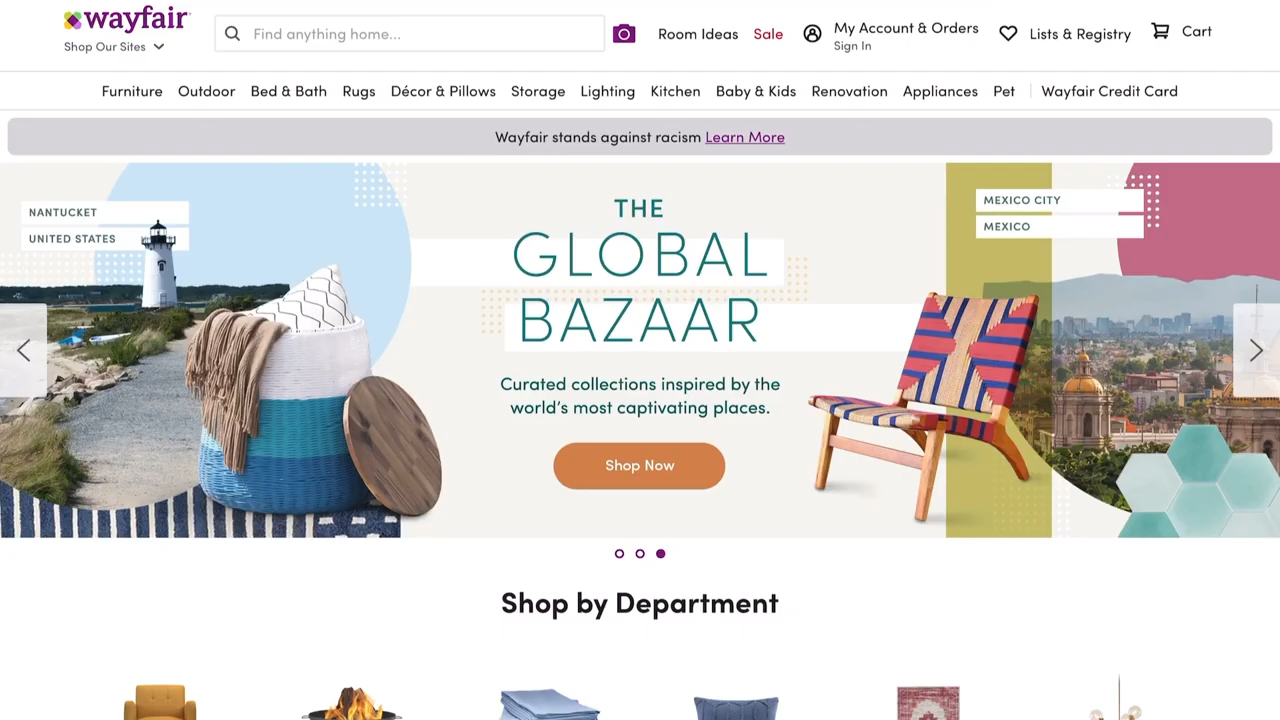 wayfair
Shop Our Sites
Find anything home...
Room Ideas
Sale
My Account & Orders
Sign In
Lists & Registry
Cart
Furniture
Outdoor
Bed & Bath
Rugs
Décor & Pillows
Storage
Lighting
Kitchen
Baby & Kids
Renovation
Appliances
Pet
Wayfair Credit Card
Wayfair stands against racism Learn More
NANTUCKET
UNITED STATES
THE
GLOBAL
BAZAAR
Curated collections inspired by the
world’s most captivating places.
Shop Now
MEXICO CITY
MEXICO
Shop by Department